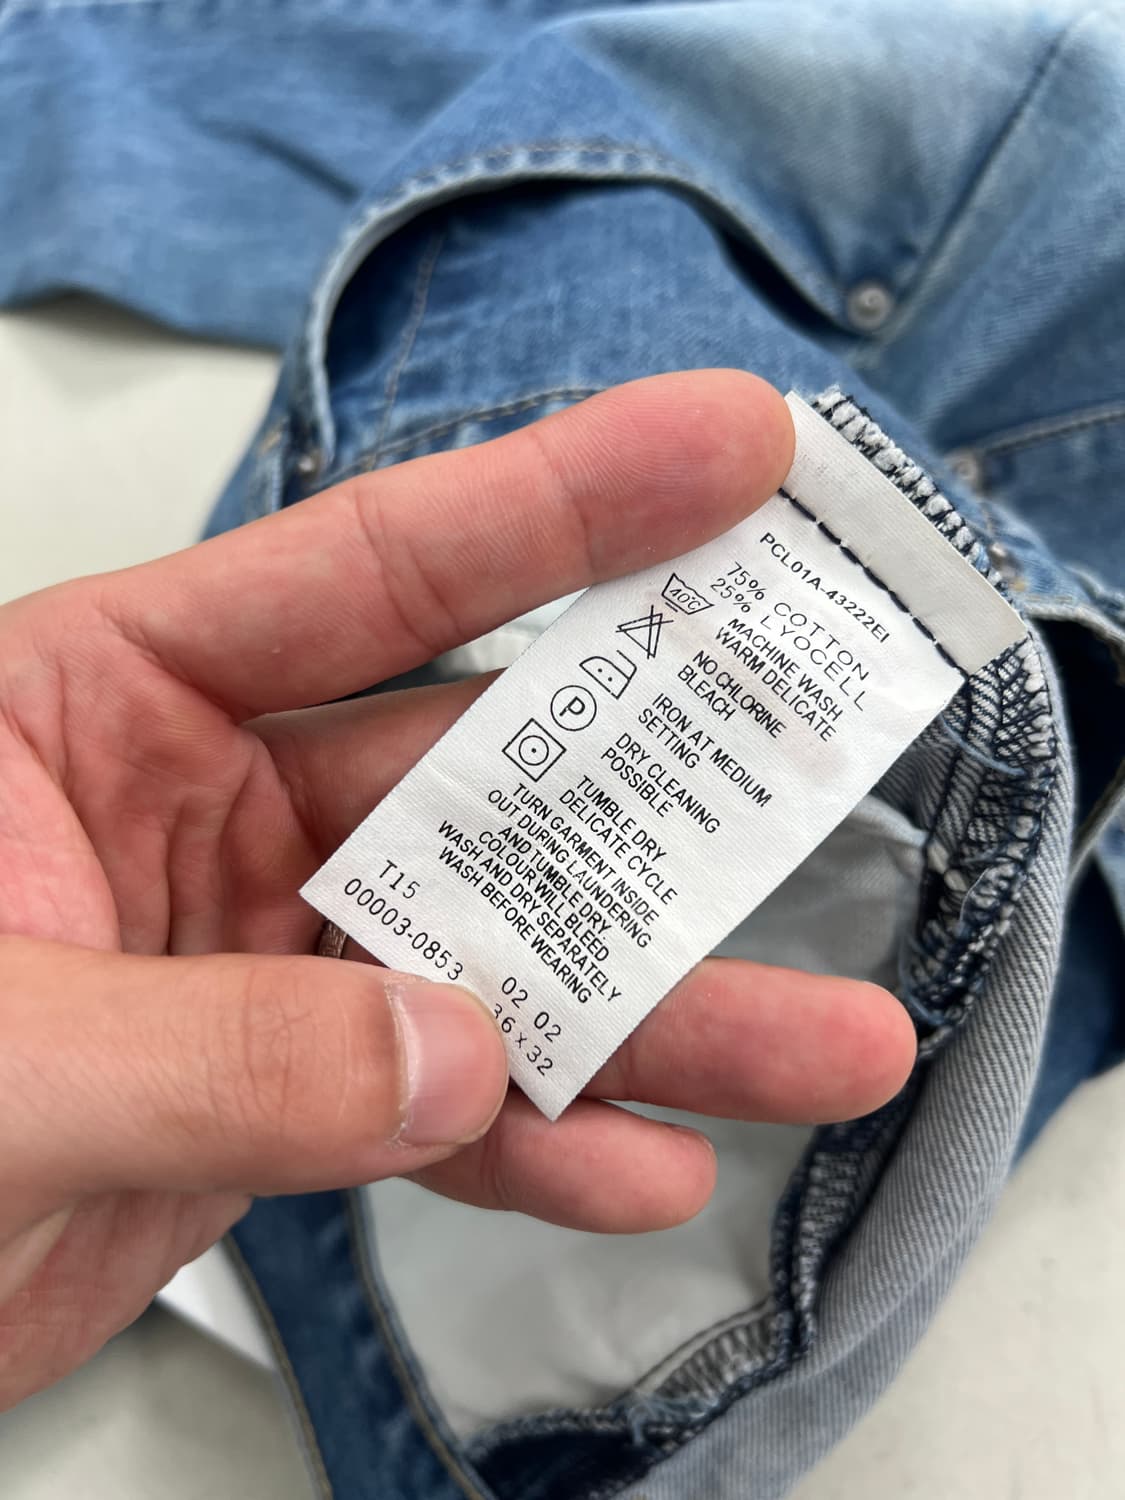 PCL01A-43222EI
75% COTTON
25% LYOCELL
40°C
MACHINE WASH
WARM DELICATE
NO CHLORINE
BLEACH
IRON AT MEDIUM
SETTING
P
DRY CLEANING
POSSIBLE
TUMBLE DRY
DELICATE CYCLE
TURN GARMENT INSIDE
OUT DURING LAUNDERING
AND TUMBLE DRY
COLOUR WILL BLEED
WASH AND DRY SEPARATELY
WASH BEFORE WEARING
T15
00003-0853 02 02
36 x 32